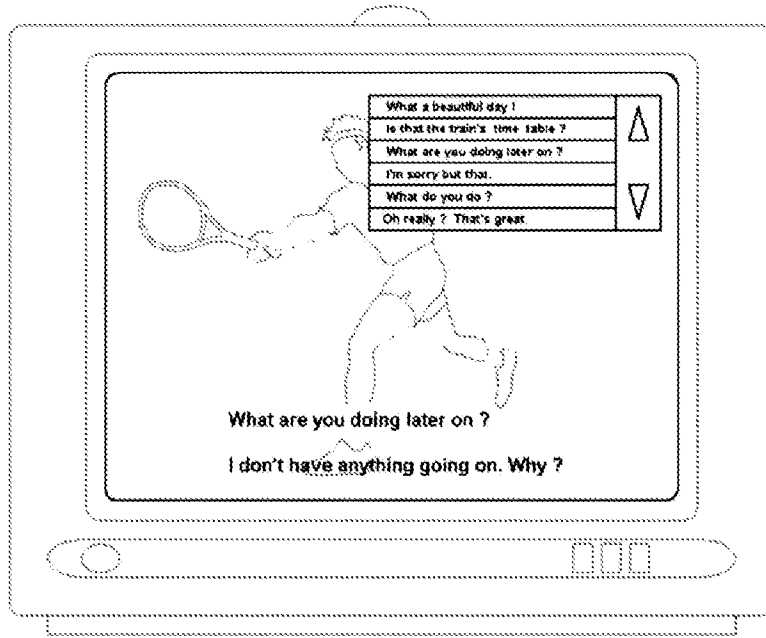 What a beautiful day !
Is that the train's time table ?
What are you doing later on ?
I'm sorry but that.
What do you do ?
Oh really ? That's great.
What are you doing later on ?
I don't have anything going on. Why ?